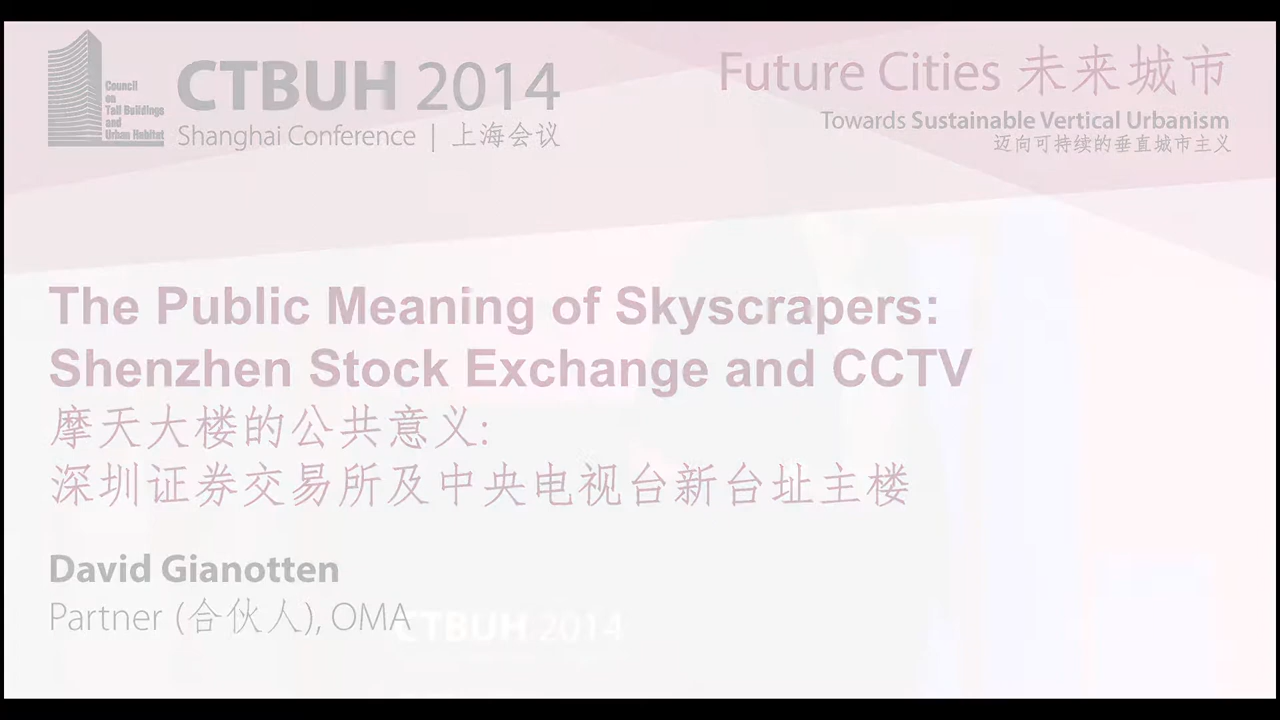 Council
on
Tall Buildings
and
Urban Habitat
CTBUH 2014
Shanghai Conference | 上海会议
Future Cities 未来城市
Towards Sustainable Vertical Urbanism
迈向可持续的垂直城市主义
The Public Meaning of Skyscrapers:
Shenzhen Stock Exchange and CCTV
摩天大楼的公共意义:
深圳证券交易所及中央电视台新台址主楼
David Gianotten
Partner (合伙人), OMA
CTBUH 2014